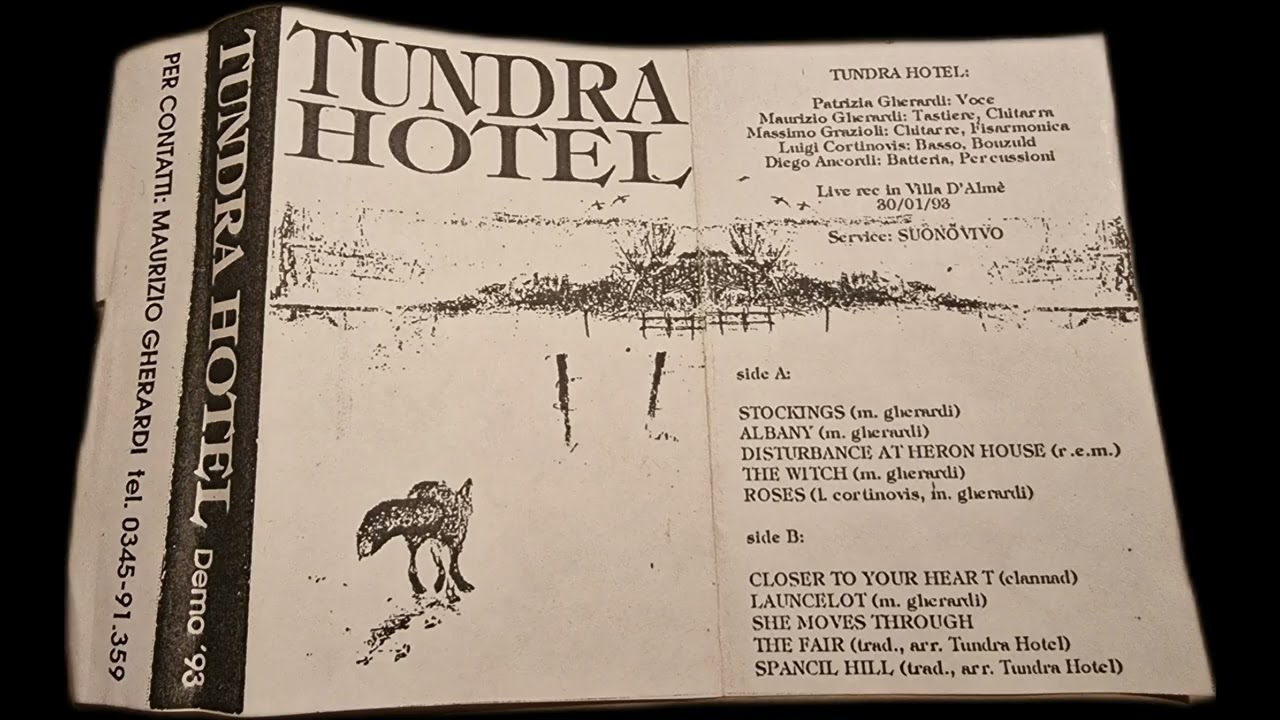 PER CONTATTI: MAURIZIO GHERARDI tel. 0345-91.359
TUNDRA HOTEL Demo '93
TUNDRA
HOTEL
TUNDRA HOTEL:
Patrizia Gherardi: Voce
Maurizio Gherardi: Tastiere, Chitarra
Massimo Grazioli: Chitarre, Fisarmonica
Luigi Cortinovis: Basso, Bouzuld
Diego Ancordi: Batteria, Percussioni
Live rec in Villa D'Almè
30/01/93
Service: SUONO VIVO
side A:
STOCKINGS (m. gherardi)
ALBANY (m. gherardi)
DISTURBANCE AT HERON HOUSE (r.e.m.)
THE WITCH (m. gherardi)
ROSES (l. cortinovis, m. gherardi)
side B:
CLOSER TO YOUR HEART (clannad)
LAUNCELOT (m. gherardi)
SHE MOVES THROUGH
THE FAIR (trad., arr. Tundra Hotel)
SPANCIL HILL (trad., arr. Tundra Hotel)